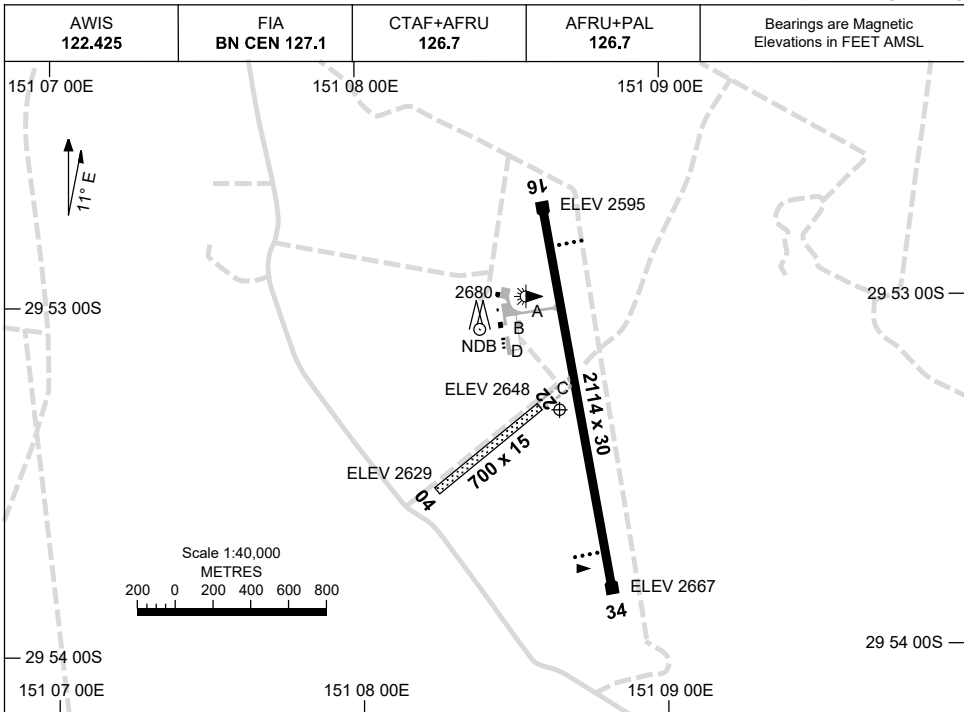 AWIS
122.425
FIA
BN CEN 127.1
CTAF+AFRU
126.7
AFRU+PAL
126.7
Bearings are Magnetic
Elevations in FEET AMSL
151 07 00E
151 08 00E
151 09 00E
11° E
16
ELEV 2595
29 53 00S
2680
A
29 53 00S
B
NDB
D
ELEV 2648
22
C
2114 x 30
ELEV 2629
700 x 15
04
Scale 1:40,000
METRES
200 0 200 400 600 800
ELEV 2667
34
29 54 00S
29 54 00S
151 07 00E
151 08 00E
151 09 00E